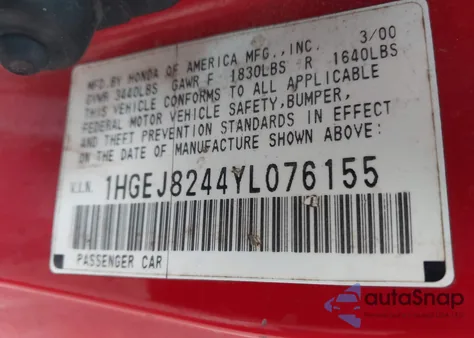 MFD.BY HONDA OF AMERICA MFG.,INC. 3/00
GVWR 3440LBS GAWR F 1830LBS R 1640LBS
THIS VEHICLE CONFORMS TO ALL APPLICABLE
FEDERAL MOTOR VEHICLE SAFETY,BUMPER,
AND THEFT PREVENTION STANDARDS IN EFFECT
ON THE DATE OF MANUFACTURE SHOWN ABOVE:
V.I.N. 1HGEJ8244YL076155
PASSENGER CAR
autoSnap